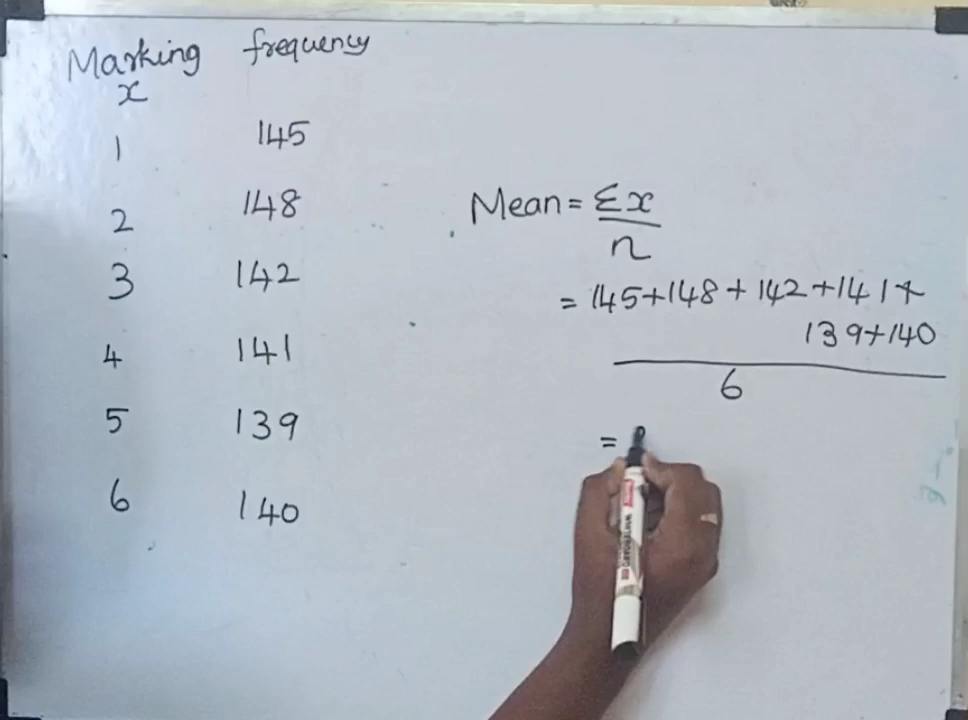 Marking frequency
x
1 145
2 148
3 142
4 141
5 139
6 140
Mean = Σx
n
= 145+148+142+141+
139+140
6
=